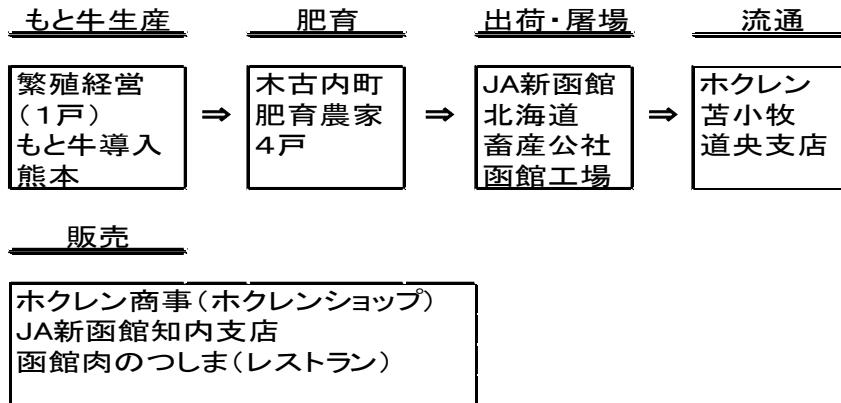 もと牛生産
肥育
出荷・屠場
流通
繁殖経営
(1戸)
もと牛導入
熊本
⇒
木古内町
肥育農家
4戸
⇒
JA新函館
北海道
畜産公社
函館工場
⇒
ホクレン
苫小牧
道央支店
販売
ホクレン商事(ホクレンショップ)
JA新函館知内支店
函館肉のつしま(レストラン)